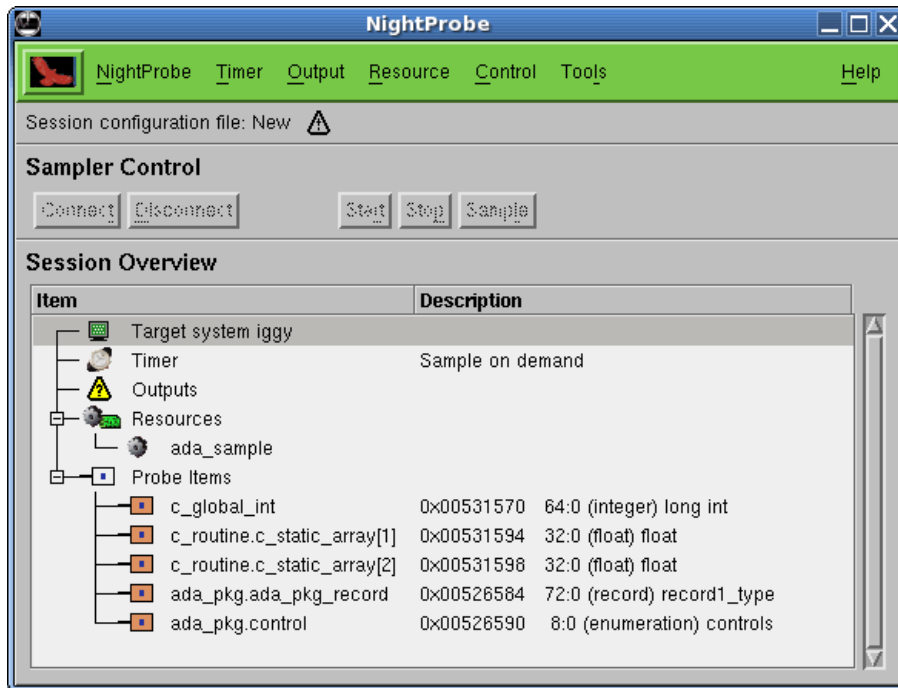 NightProbe
NightProbe Timer Output Resource Control Tools Help
Session configuration file: New
Sampler Control
Connect Disconnect Start Stop Sample
Session Overview
Item Description
Target system iggy
Timer Sample on demand
Outputs
Resources
ada_sample
Probe Items
c_global_int 0x00531570 64:0 (integer) long int
c_routine.c_static_array[1] 0x00531594 32:0 (float) float
c_routine.c_static_array[2] 0x00531598 32:0 (float) float
ada_pkg.ada_pkg_record 0x00526584 72:0 (record) record1_type
ada_pkg.control 0x00526590 8:0 (enumeration) controls